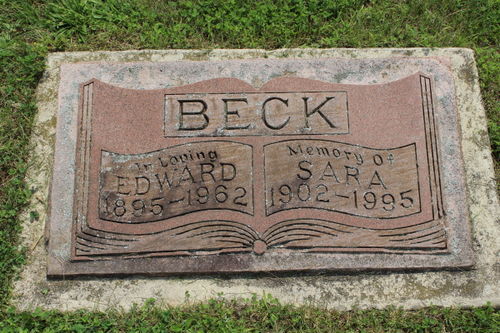 BECK
In Loving Memory Of
EDWARD SARA
1895-1962 1902-1995